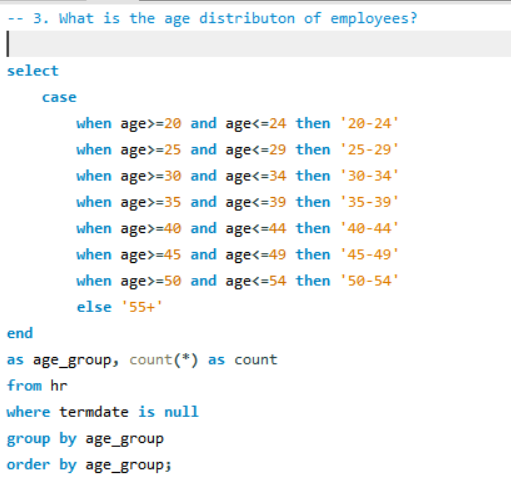 -- 3. What is the age distributon of employees?
select
case
when age>=20 and age<=24 then '20-24'
when age>=25 and age<=29 then '25-29'
when age>=30 and age<=34 then '30-34'
when age>=35 and age<=39 then '35-39'
when age>=40 and age<=44 then '40-44'
when age>=45 and age<=49 then '45-49'
when age>=50 and age<=54 then '50-54'
else '55+'
end
as age_group, count(*) as count
from hr
where termdate is null
group by age_group
order by age_group;